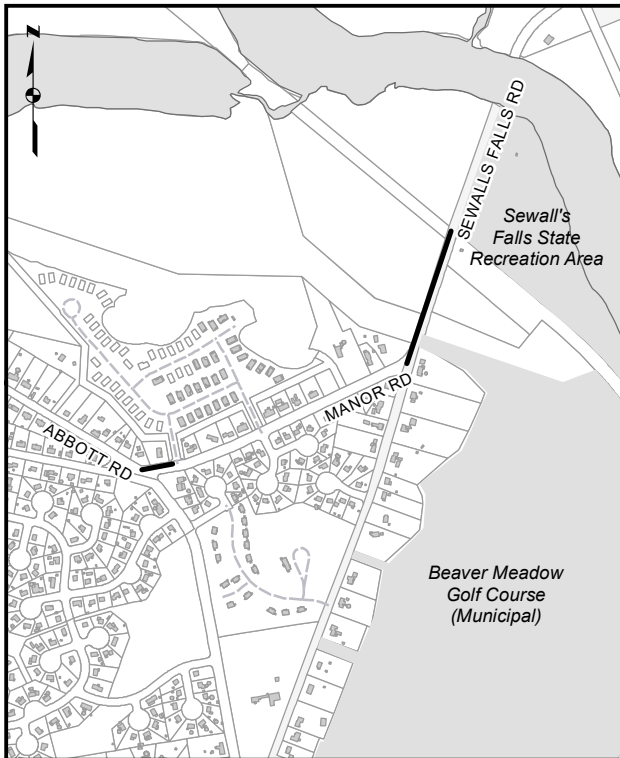 N
SEWALLS FALLS RD
Sewall's
Falls State
Recreation Area
MANOR RD
ABBOTT RD
Beaver Meadow
Golf Course
(Municipal)